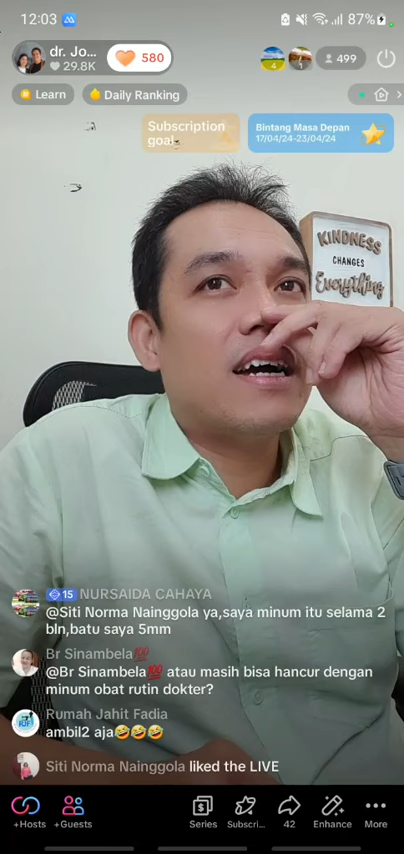 12:03
87%
dr. Jo...
29.8K
580
4
1
499
Learn
Daily Ranking
Subscription
goal
Bintang Masa Depan
17/04/24-23/04/24
KINDNESS
CHANGES
Everything
15 NURSAIDA CAHAYA
@Siti Norma Nainggola ya,saya minum itu selama 2
bln,batu saya 5mm
Br Sinambela💯
@Br Sinambela💯 atau masih bisa hancur dengan
minum obat rutin dokter?
Rumah Jahit Fadia
ambil2 aja🤣🤣🤣
Siti Norma Nainggola liked the LIVE
+Hosts
+Guests
Series
Subscri...
42
Enhance
More